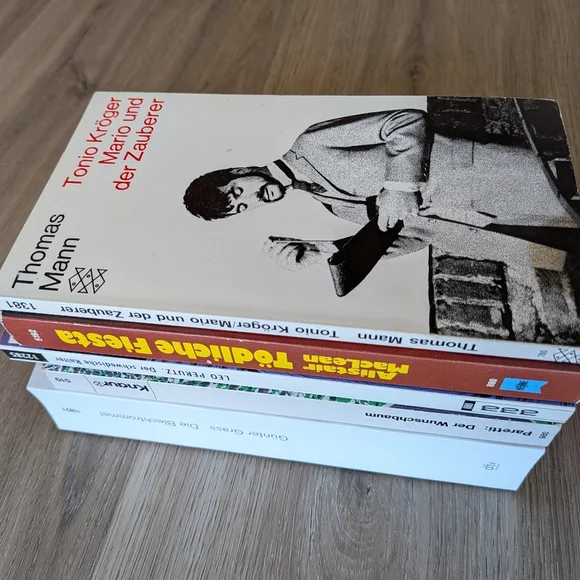 Thomas
Mann
Tonio Kröger
Mario und
der Zauberer
Thomas Mann Tonio Kröger/Mario und der Zauberer 1381
Alistair
MacLean Tödliche Fiesta
LEO PERUTZ: Der schwedische Reiter
Paretti: Der Wunschbaum Knaur®
Günter Grass Die Blechtrommel